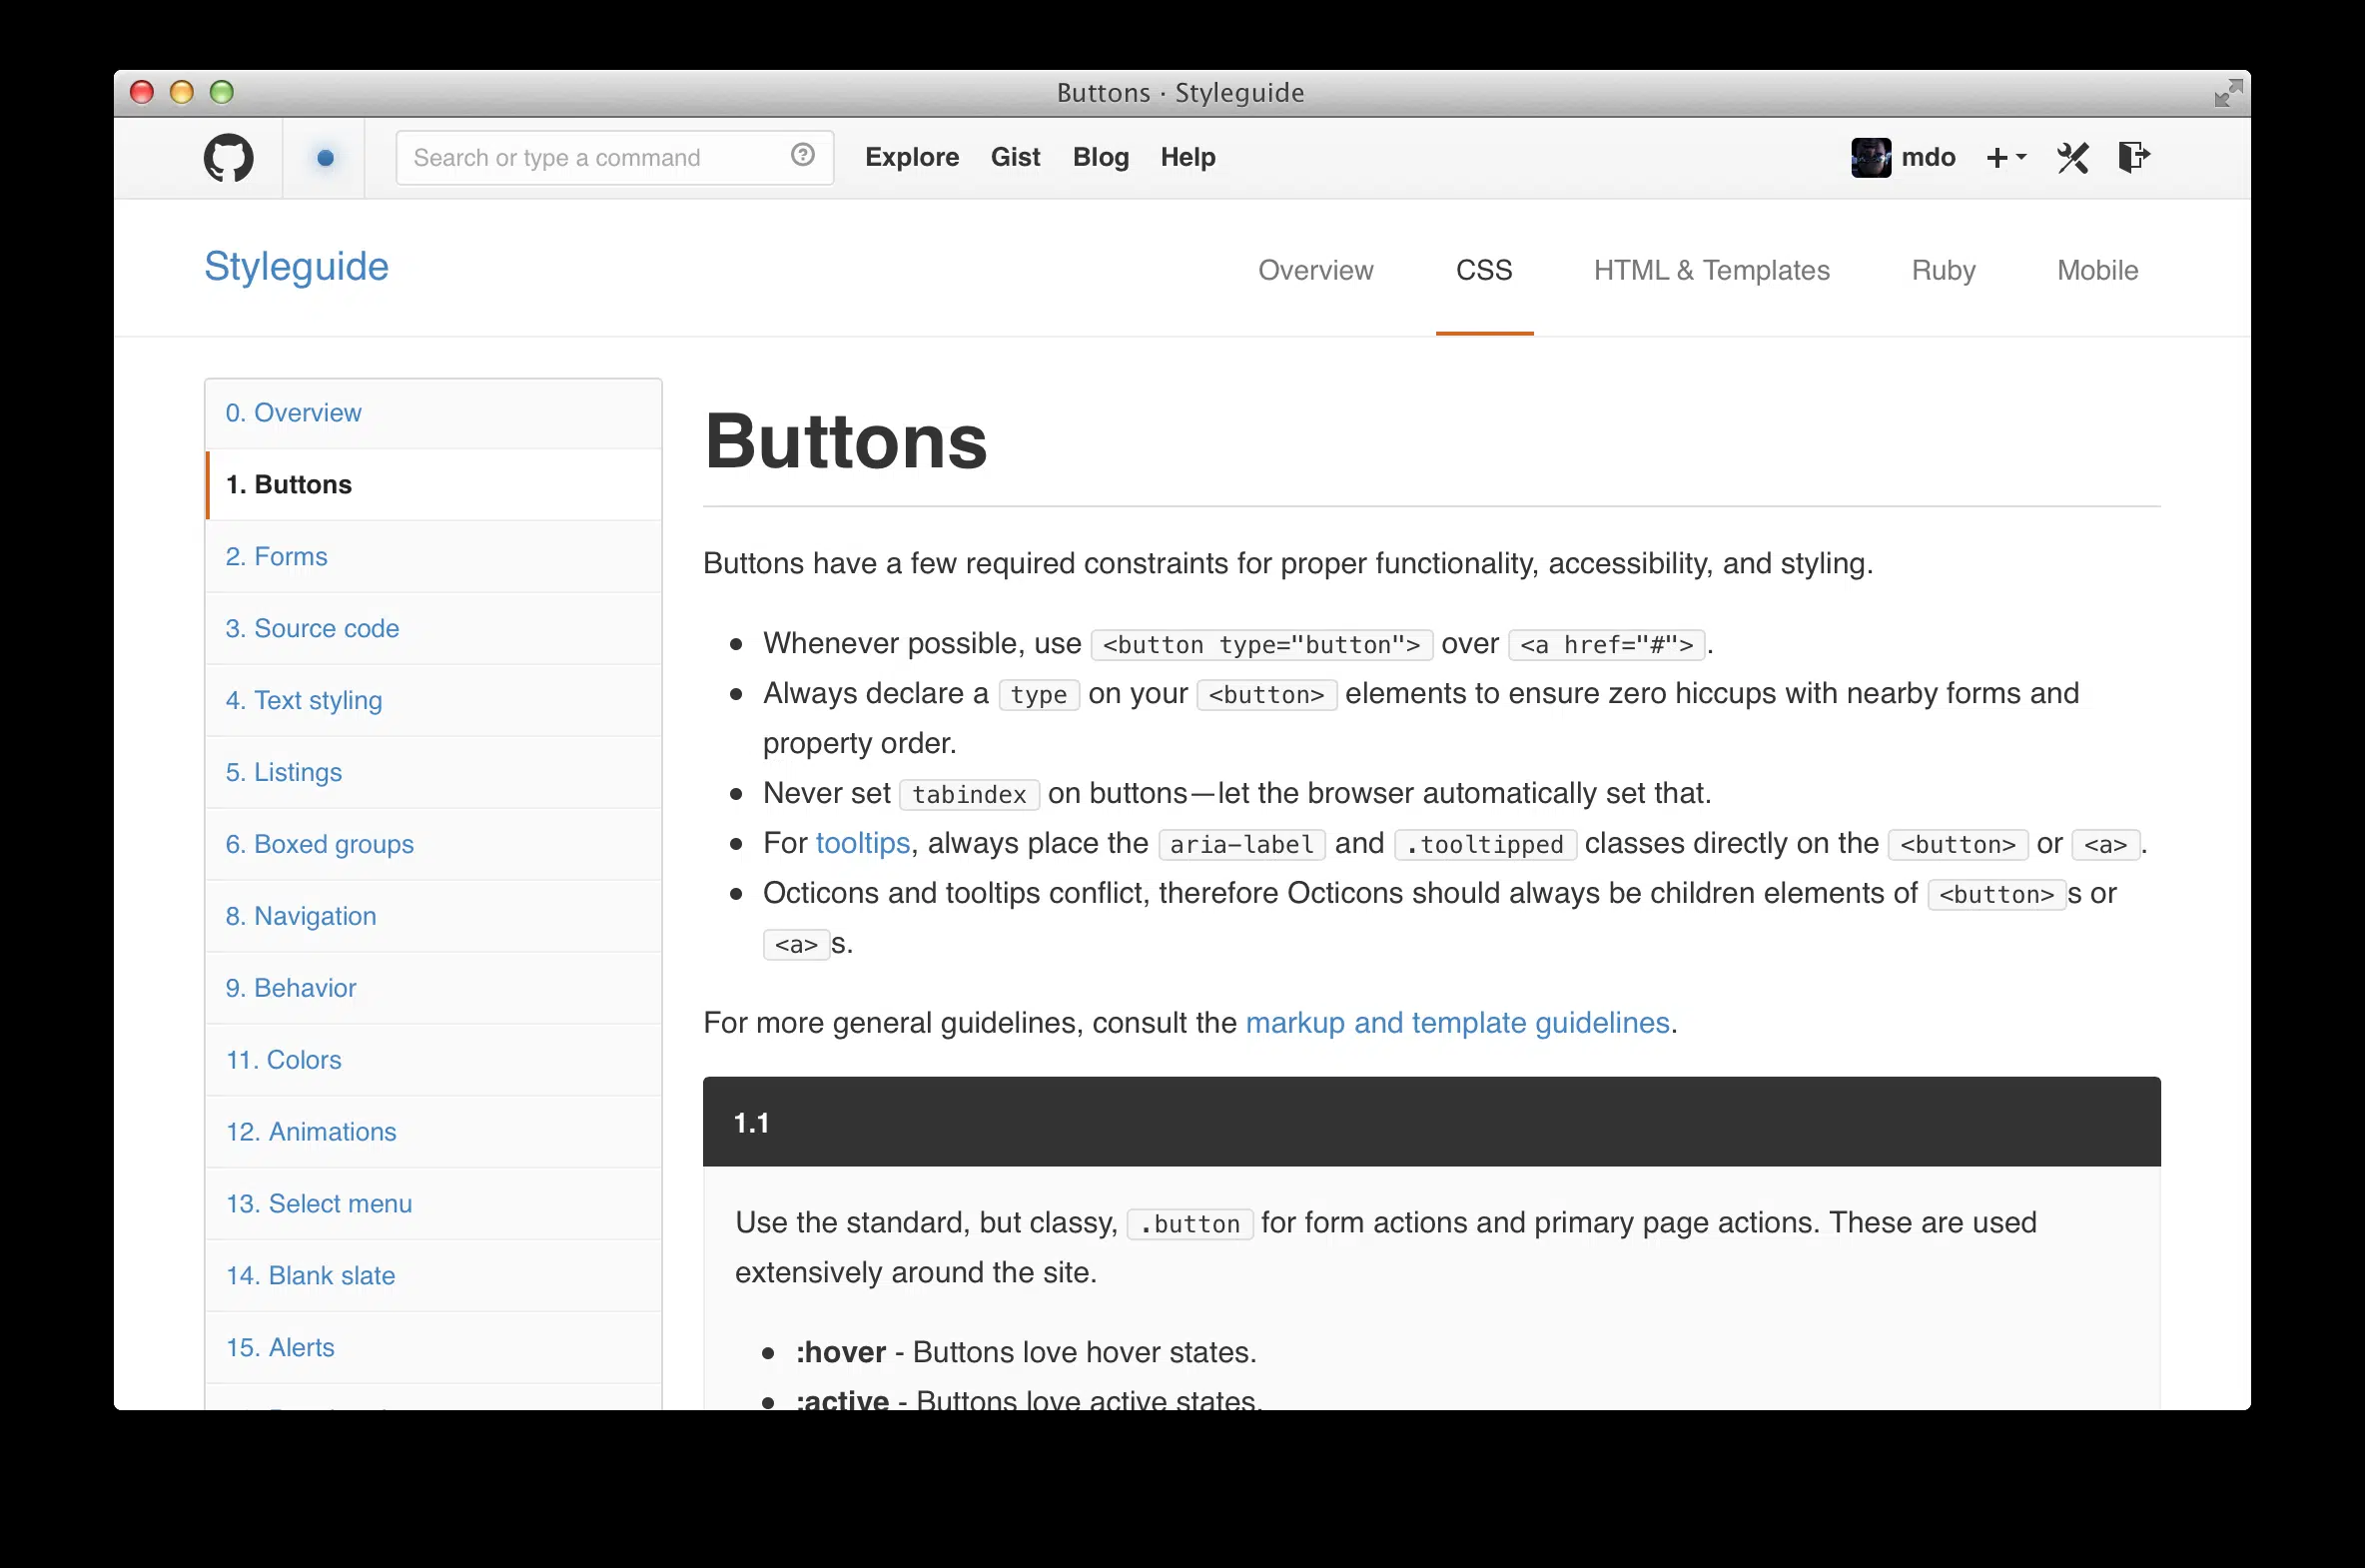 Buttons · Styleguide
Search or type a command
Explore Gist Blog Help
mdo
Styleguide
Overview CSS HTML & Templates Ruby Mobile
0. Overview
1. Buttons
2. Forms
3. Source code
4. Text styling
5. Listings
6. Boxed groups
8. Navigation
9. Behavior
11. Colors
12. Animations
13. Select menu
14. Blank slate
15. Alerts
Buttons
Buttons have a few required constraints for proper functionality, accessibility, and styling.
● Whenever possible, use <button type="button"> over <a href="#">.
● Always declare a type on your <button> elements to ensure zero hiccups with nearby forms and
property order.
● Never set tabindex on buttons—let the browser automatically set that.
● For tooltips, always place the aria-label and .tooltipped classes directly on the <button> or <a>.
● Octicons and tooltips conflict, therefore Octicons should always be children elements of <button>s or
<a>s.
For more general guidelines, consult the markup and template guidelines.
1.1
Use the standard, but classy, .button for form actions and primary page actions. These are used
extensively around the site.
● :hover - Buttons love hover states.
● :active - Buttons love active states.